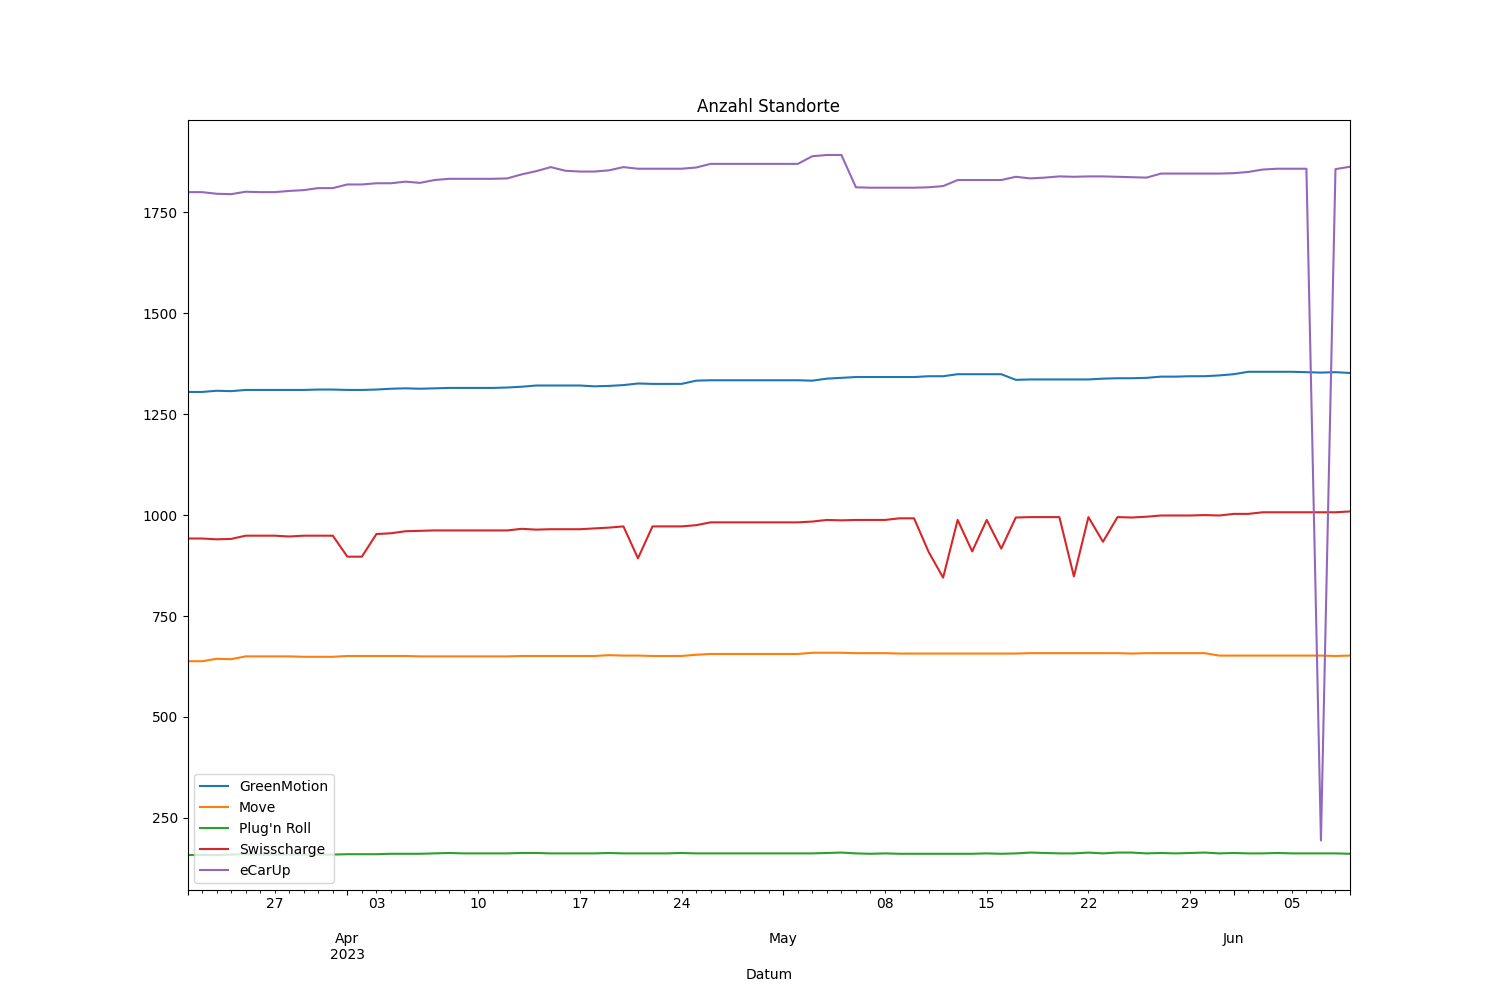 Anzahl Standorte
1750
1500
1250
1000
750
500
250
GreenMotion
Move
Plug'n Roll
Swisscharge
eCarUp
27 03 10 17 24 08 15 22 29 05
Apr May Jun
2023
Datum